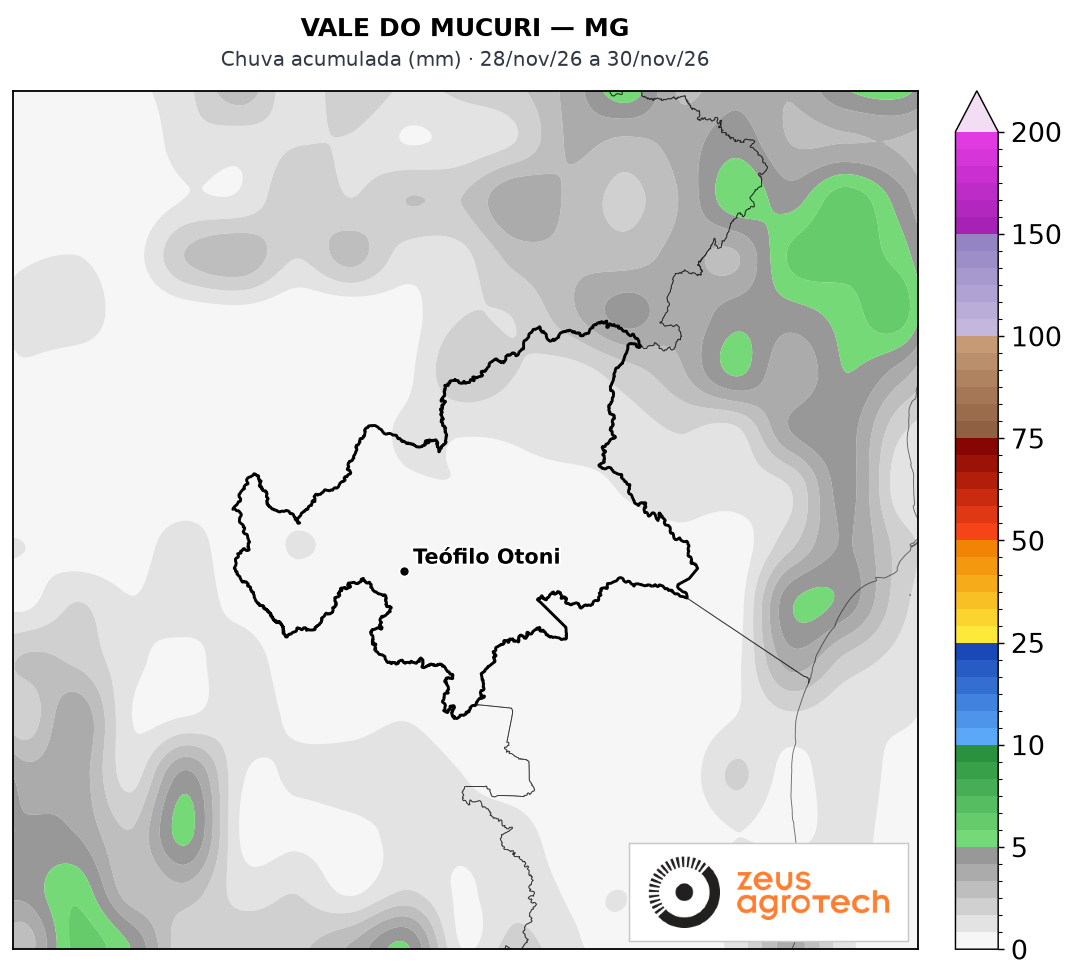 VALE DO MUCURI — MG
Chuva acumulada (mm) · 28/nov/26 a 30/nov/26
200
150
100
75
50
25
10
5
0
Teófilo Otoni
zeus
agrotech